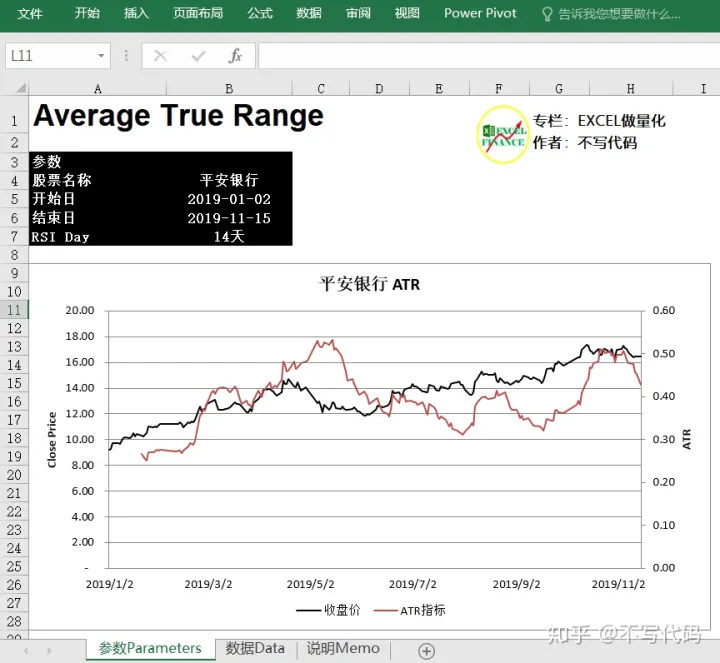 文件 开始 插入 页面布局 公式 数据 审阅 视图 Power Pivot 告诉我您想要做什么...
L11 fx
A B C D E F G H I
1 Average True Range
EXCEL FINANCE
专栏：EXCEL做量化
2 作者：不写代码
3 参数
4 股票名称 平安银行
5 开始日 2019-01-02
6 结束日 2019-11-15
7 RSI Day 14天
8
9
平安银行 ATR
10
11 20.00 0.60
12
13 18.00
14 16.00 0.50
15 14.00
16 12.00 0.40
17 10.00
18 Close Price 0.30 ATR
19 8.00
20 6.00 0.20
21 4.00
22 2.00 0.10
23 - 0.00
24
25
26 2019/1/2 2019/3/2 2019/5/2 2019/7/2 2019/9/2 2019/11/2
27 收盘价 ATR指标
28
知乎 @不写代码
参数Parameters 数据Data 说明Memo